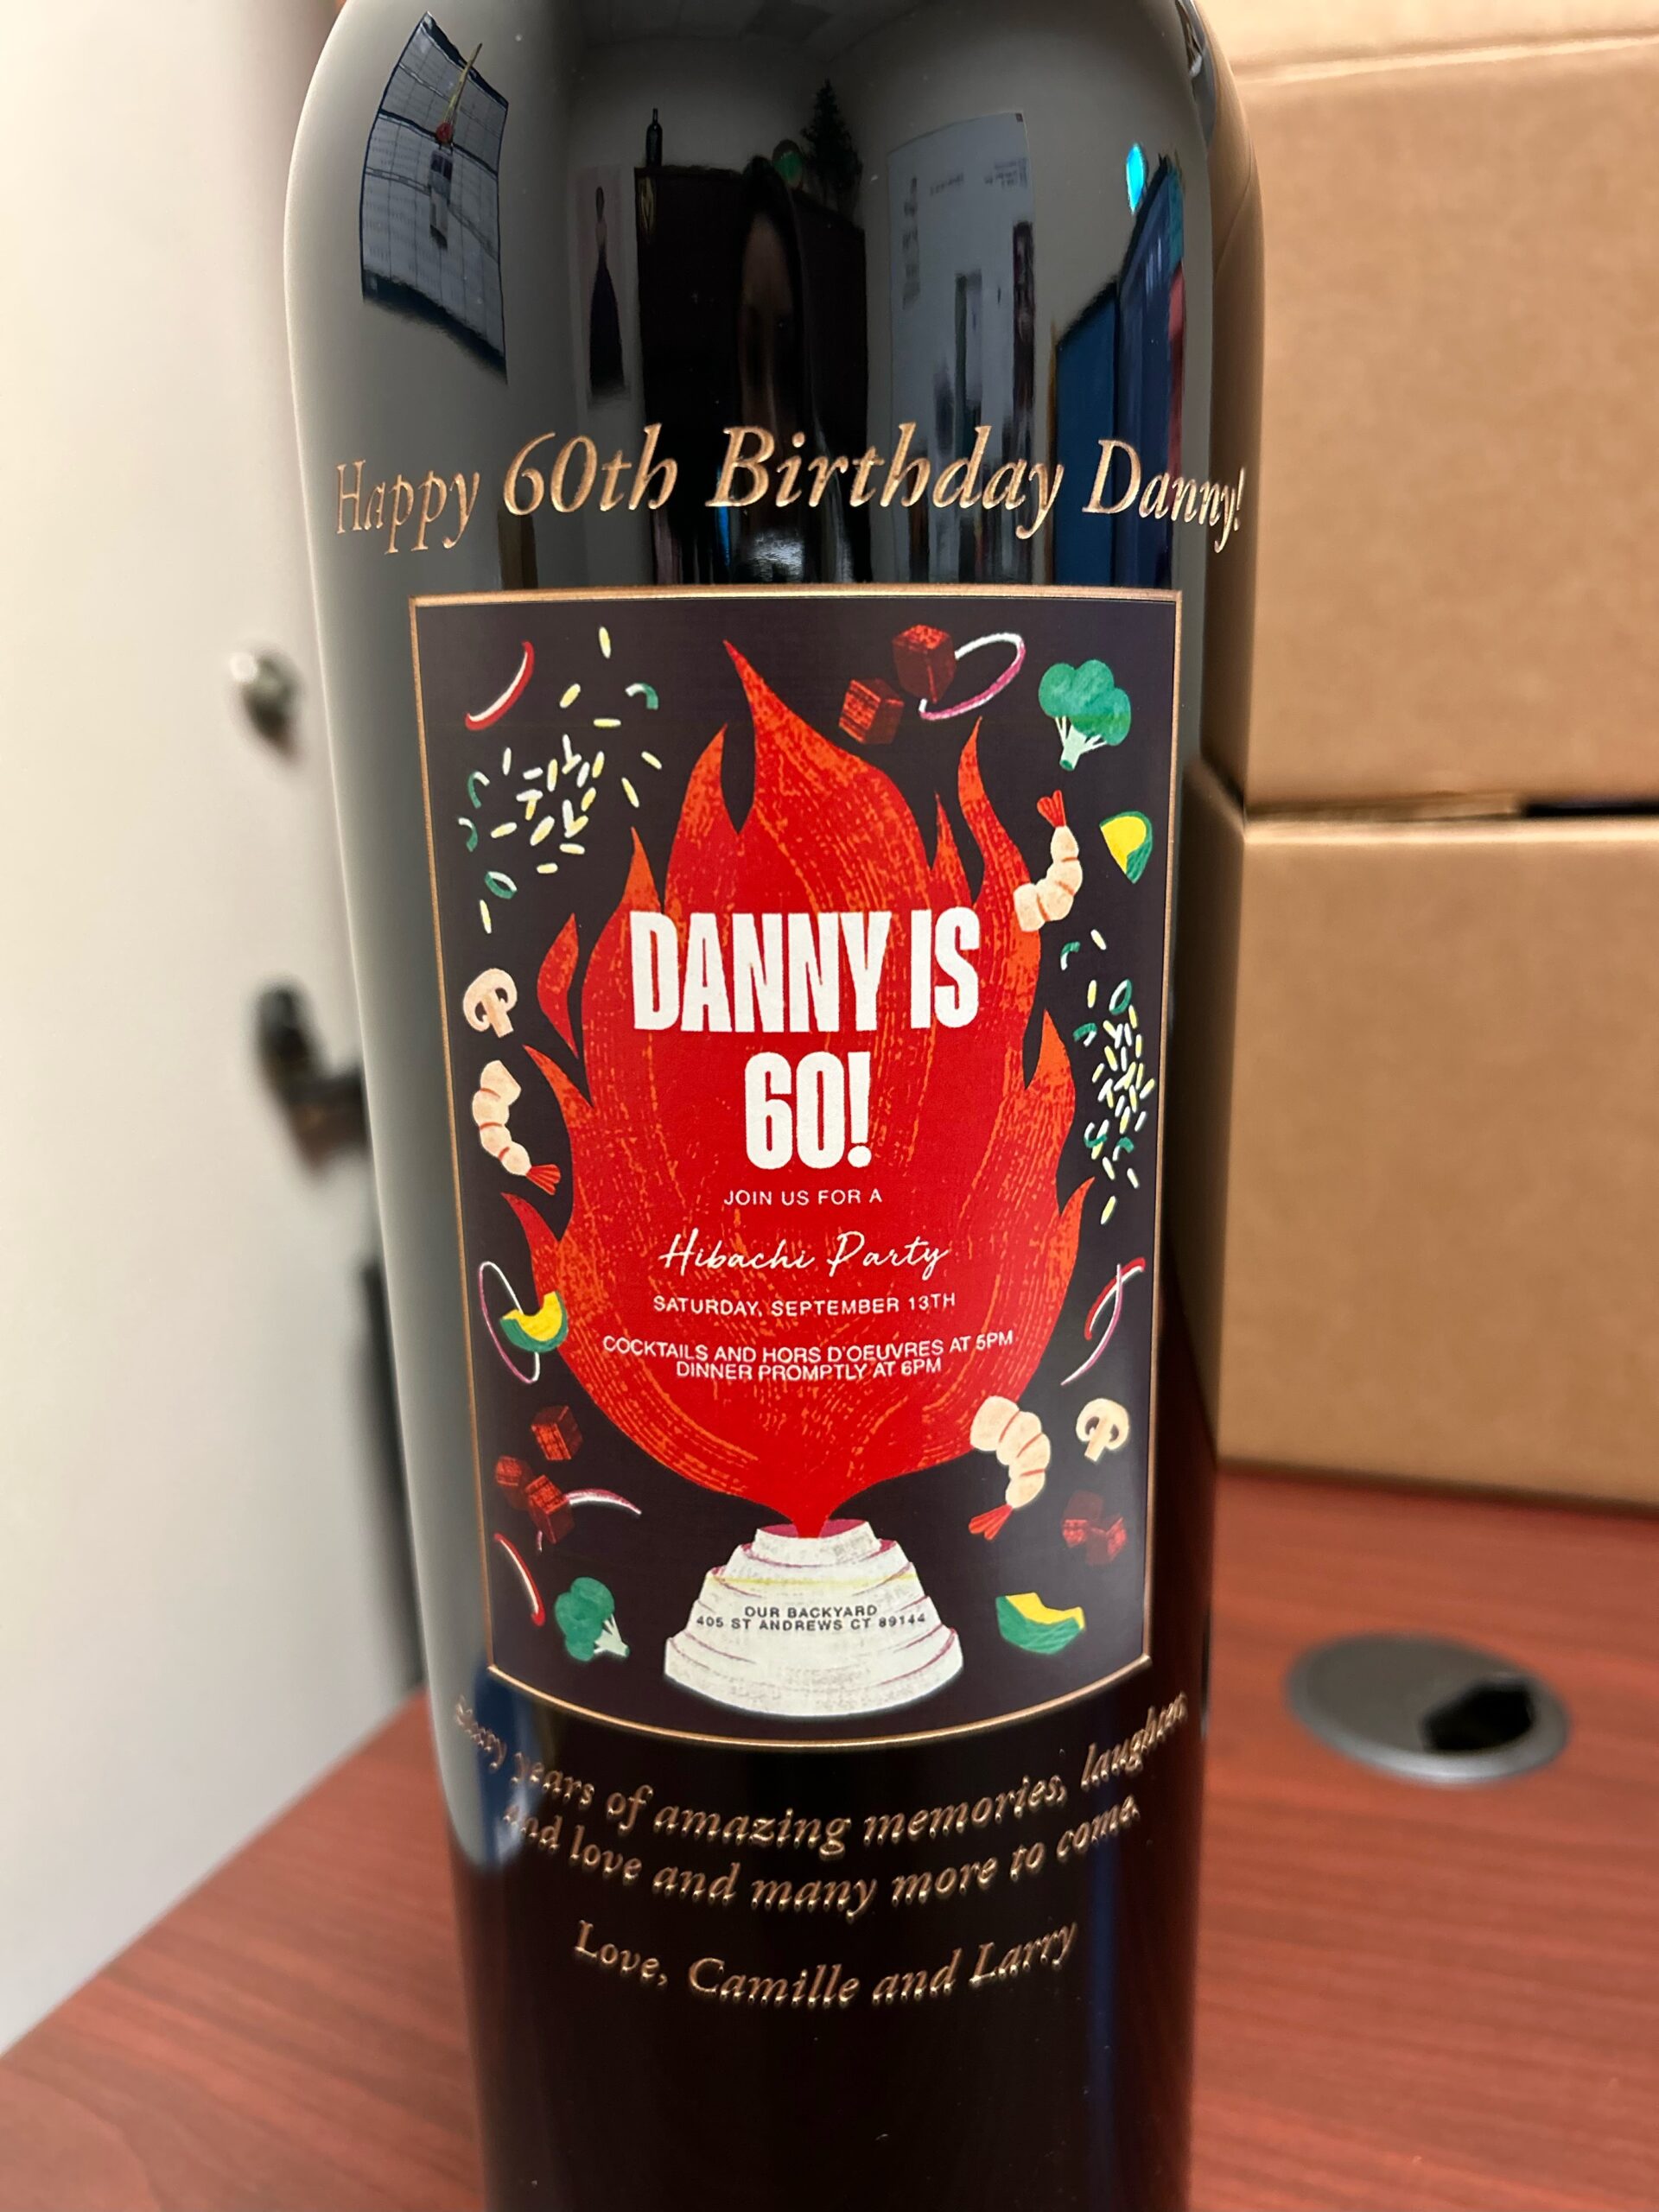 Happy 60th Birthday Danny!
DANNY IS
60!
JOIN US FOR A
Hibachi Party
SATURDAY, SEPTEMBER 13TH
COCKTAILS AND HORS D'OEUVRES AT 5PM
DINNER PROMPTLY AT 6PM
OUR BACKYARD
405 ST ANDREWS CT 89144
years of amazing memories, laughter,
and love and many more to come.
Love, Camille and Larry